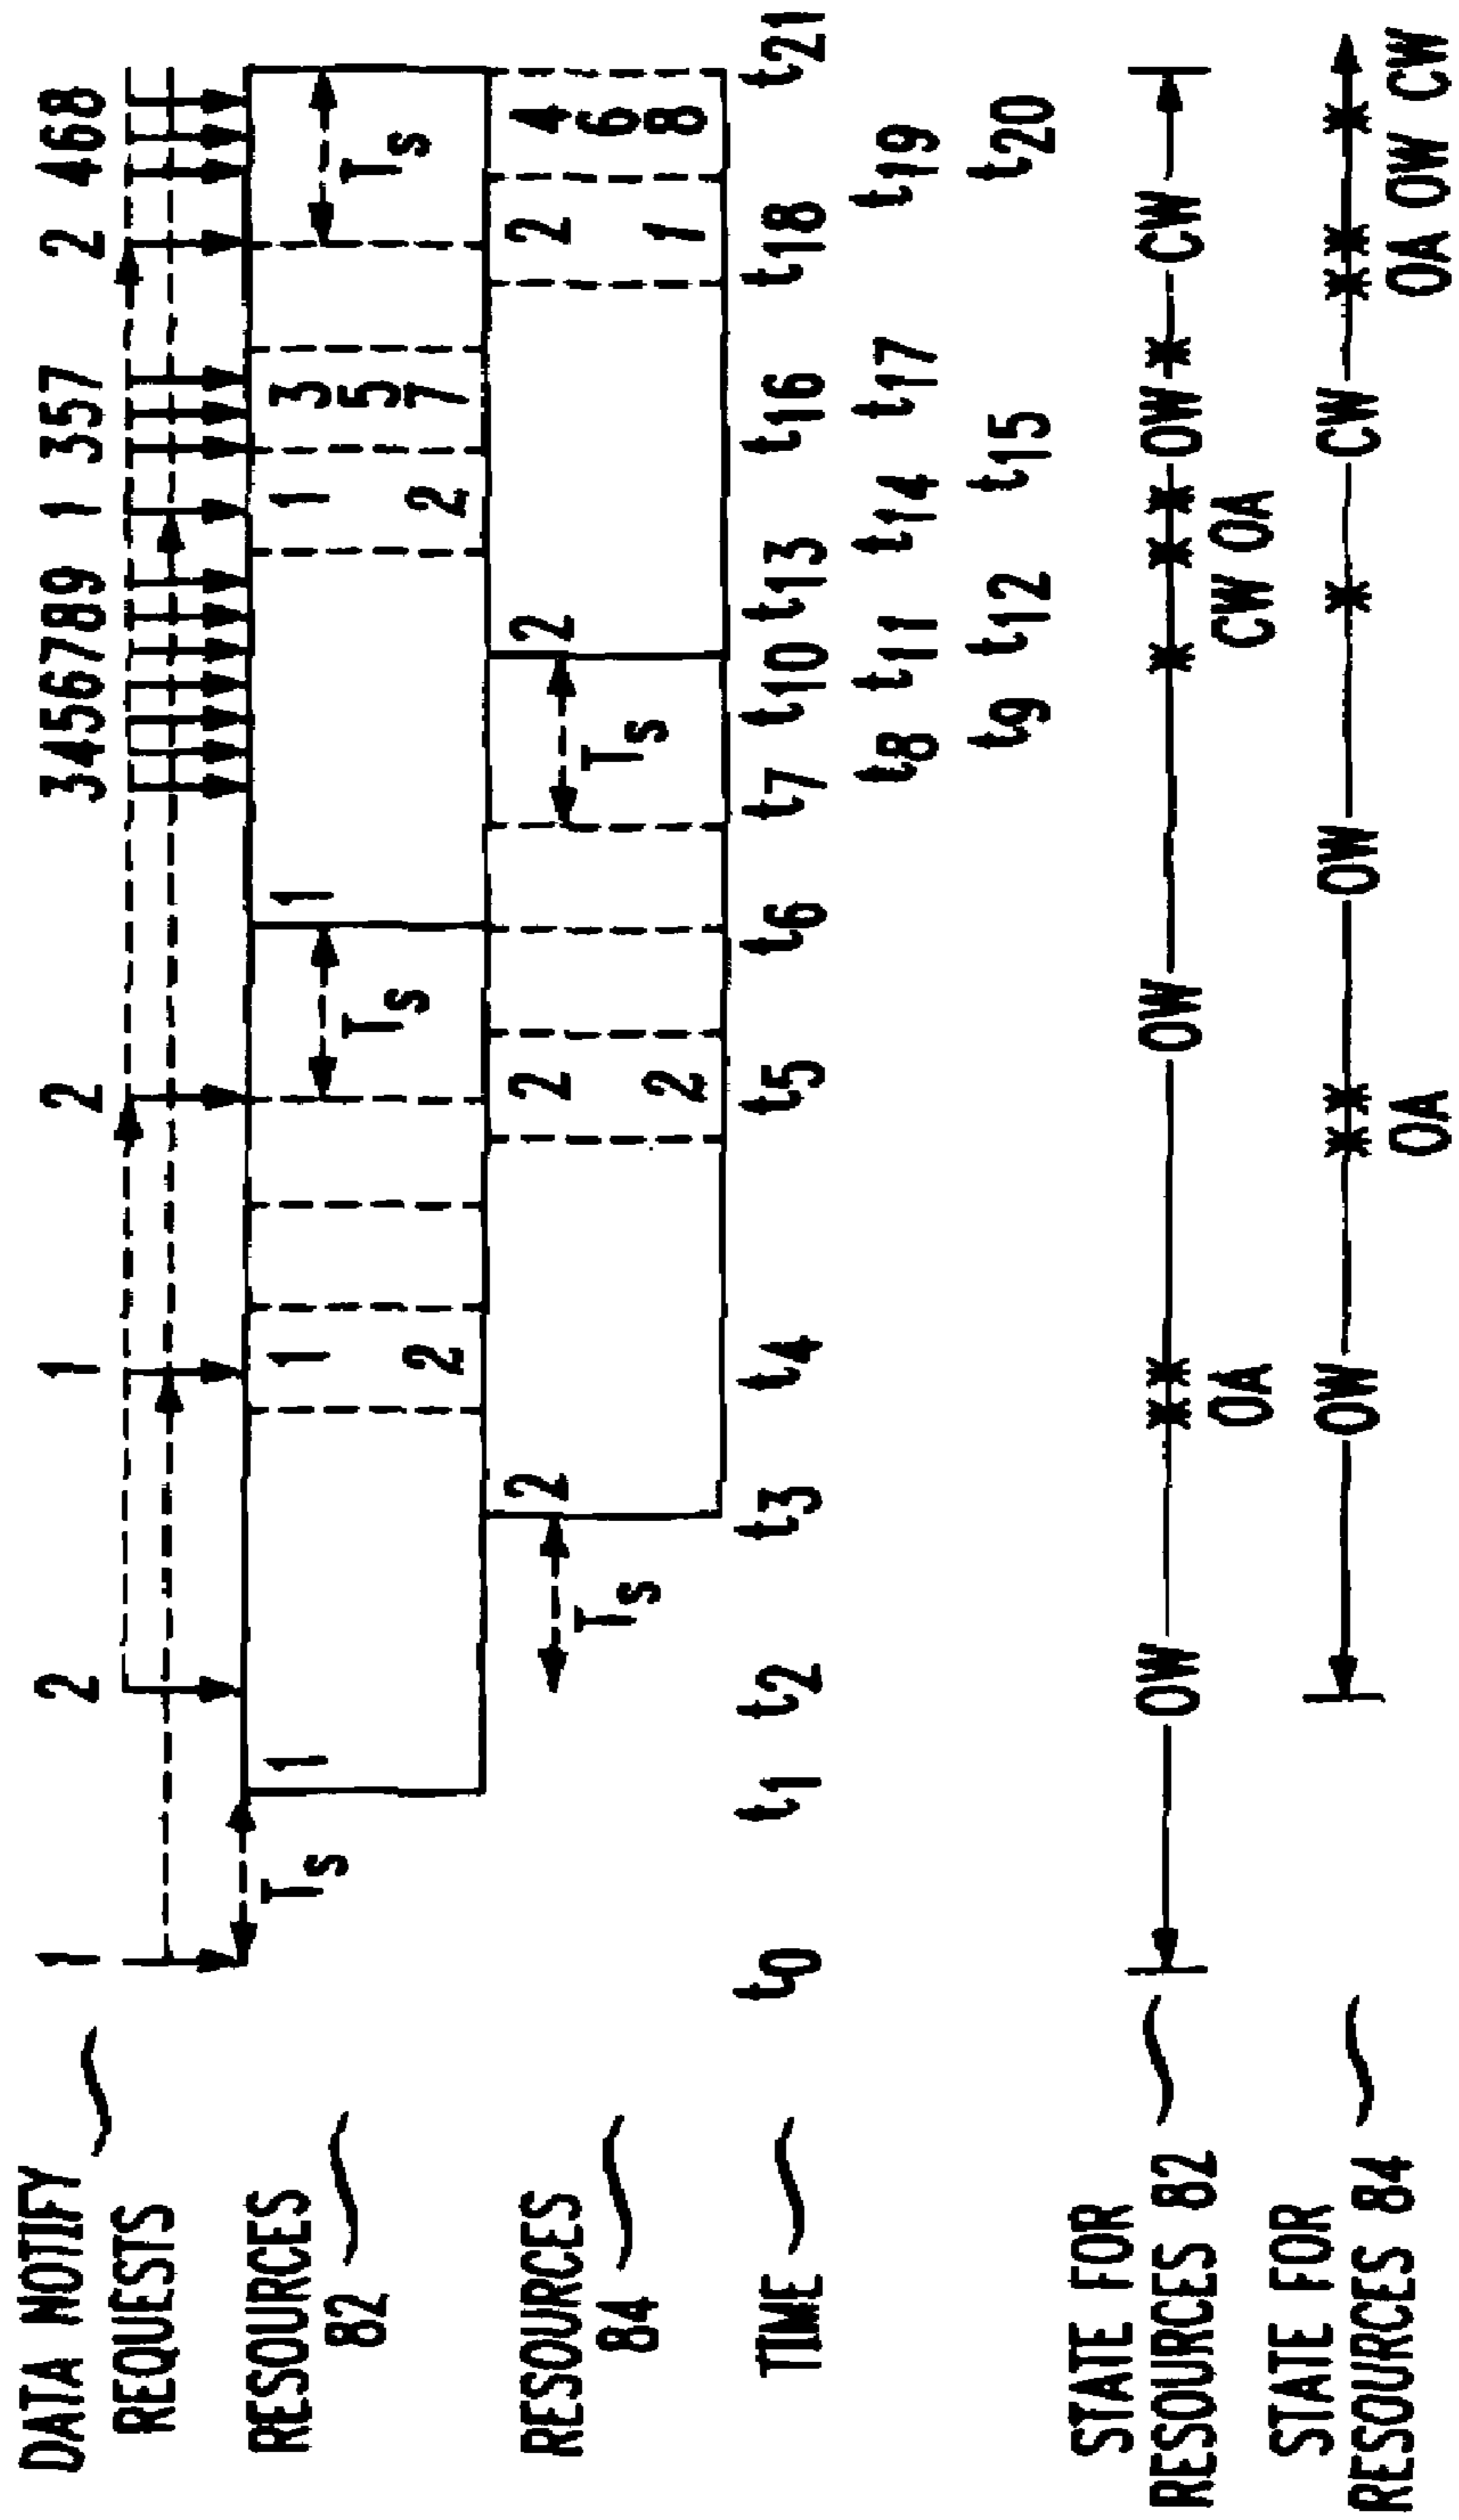 DATA MODIFY REQUESTS
1 2 1 2 3456789 1 357 2 468
RESOURCES 82
Ts 1 1 2 Ts 1 1 2 3 5 7 Ts
RESOURCES 84
Ts 2 2 2 Ts 2 2 1 4 6 8
TIME
t0 t1 t2 t3 t4 t5 t6 t7 t10 t13 t16 t18 t21
t8 t11 t14 t17 t19
t9 t12 t15 t20
STATE FOR
RESOURCES 82
OW OW OW CW
OA CW OA
STATE FOR
RESOURCES 84
OW OW CW
OA OA OW CW